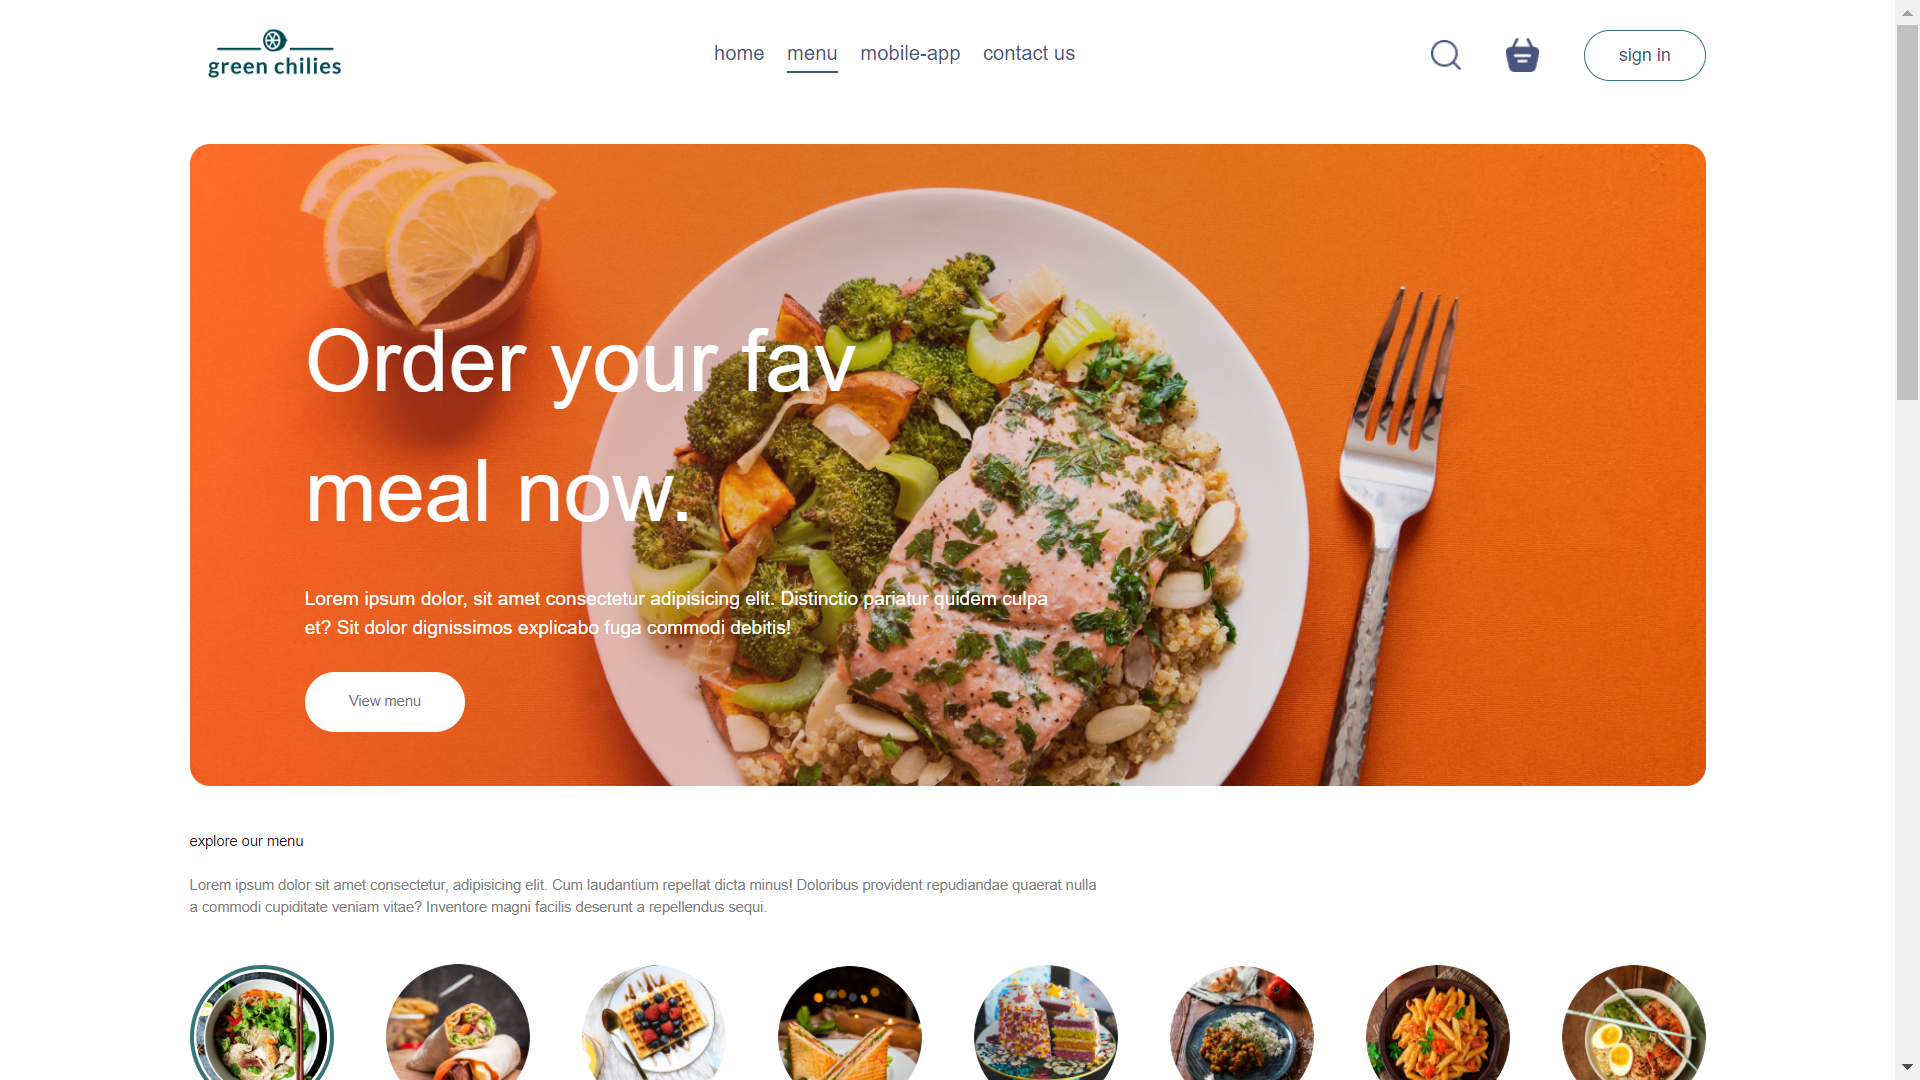 green chilies
home menu mobile-app contact us
sign in
Order your fav
meal now.
Lorem ipsum dolor, sit amet consectetur adipisicing elit. Distinctio pariatur quidem culpa
et? Sit dolor dignissimos explicabo fuga commodi debitis!
View menu
explore our menu
Lorem ipsum dolor sit amet consectetur, adipisicing elit. Cum laudantium repellat dicta minus! Doloribus provident repudiandae quaerat nulla
a commodi cupiditate veniam vitae? Inventore magni facilis deserunt a repellendus sequi.